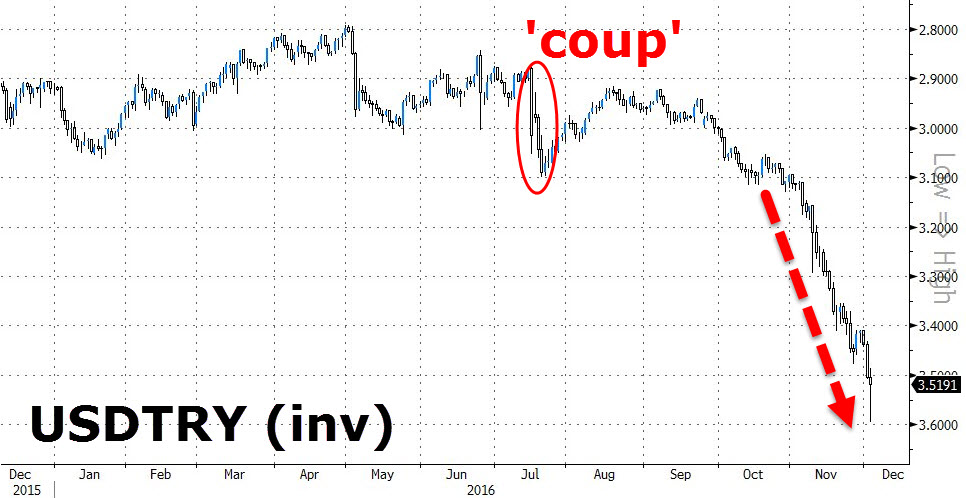 'coup'
2.8000
2.9000
3.0000
3.1000
3.2000
3.3000
3.4000
3.5000
3.5191
3.6000
Low => High
USDTRY (inv)
Dec Jan Feb Mar Apr May Jun Jul Aug Sep Oct Nov Dec
2015 2016